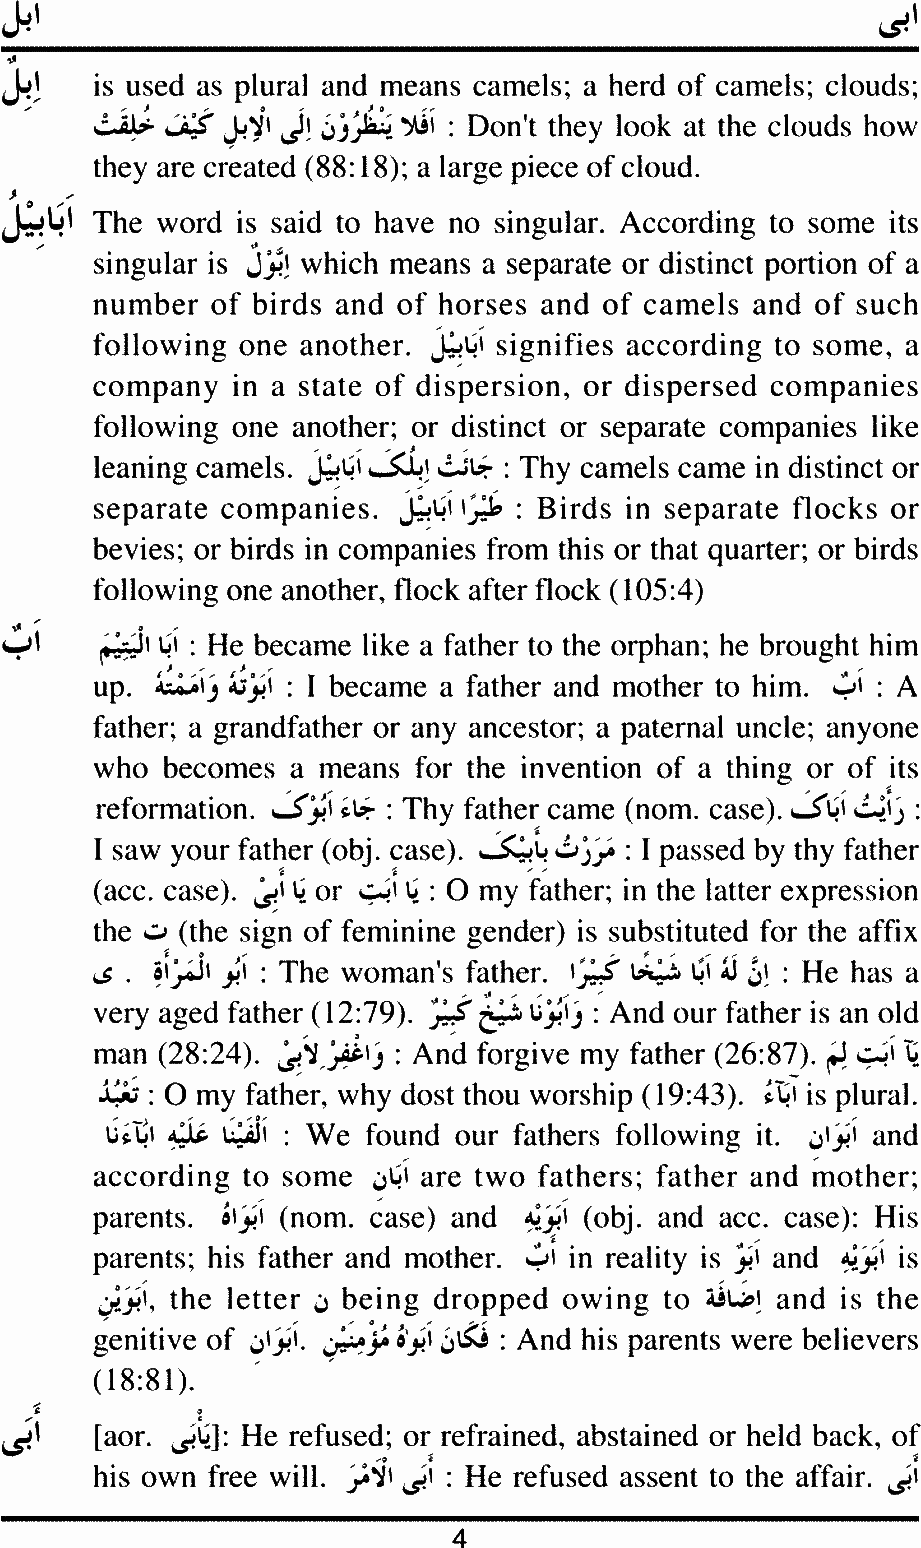 ابل ابى
اِبِلٌ is used as plural and means camels; a herd of camels; clouds;
اَفَلا يَنْظُرُوْنَ اِلَى الْاِبِلِ كَيْفَ خُلِقَتْ : Don't they look at the clouds how
they are created (88:18); a large piece of cloud.
اَبَابِيْلُ The word is said to have no singular. According to some its
singular is اِبَّوْلٌ which means a separate or distinct portion of a
number of birds and of horses and of camels and of such
following one another. اَبَابِيْلَ signifies according to some, a
company in a state of dispersion, or dispersed companies
following one another; or distinct or separate companies like
leaning camels. جَائَتْ اِبِلُكَ اَبَابِيْلَ : Thy camels came in distinct or
separate companies. طَيْرًا اَبَابِيْلَ : Birds in separate flocks or
bevies; or birds in companies from this or that quarter; or birds
following one another, flock after flock (105:4)
اَبٌ اَبَا الْيَتِيْمَ : He became like a father to the orphan; he brought him
up. اَبَوْتُهٗ وَاَمَمْتُهٗ : I became a father and mother to him. اَبٌ : A
father; a grandfather or any ancestor; a paternal uncle; anyone
who becomes a means for the invention of a thing or of its
reformation. جَاءَ اَبُوْكَ : Thy father came (nom. case). رَأَيْتُ اَبَاكَ :
I saw your father (obj. case). مَرَرْتُ بِأَبِيْكَ : I passed by thy father
(acc. case). يَا أَبِىْ or يَا أَبَتِ : O my father; in the latter expression
the ت (the sign of feminine gender) is substituted for the affix
ى . اَبُو الْمَرْأَةِ : The woman's father. اِنَّ لَهٗ اَبًا شَيْخًا كَبِيْرًا : He has a
very aged father (12:79). وَاَبُوْنَا شَيْخٌ كَبِيْرٌ : And our father is an old
man (28:24). وَاغْفِرْ لِاَبِىْ : And forgive my father (26:87). يَآ اَبَتِ لِمَ
تَعْبُدُ : O my father, why dost thou worship (19:43). اٰبَآءُ is plural.
اَلْفَيْنَا عَلَيْهِ اٰبَآءَنَا : We found our fathers following it. اَبَوَانِ and
according to some اَبَانِ are two fathers; father and mother;
parents. اَبَوَاهُ (nom. case) and اَبَوَيْهِ (obj. and acc. case): His
parents; his father and mother. أَبٌ in reality is اَبَوٌ and اَبَوَيْهِ is
اَبَوَيْنِ, the letter ن being dropped owing to اِضَافَة and is the
genitive of اَبَوَانِ. فَكَانَ اَبَوٰهُ مُؤْمِنَيْنِ : And his parents were believers
(18:81).
أَبَى [aor. يَأْبَى]: He refused; or refrained, abstained or held back, of
his own free will. أَبَى الْاَمْرَ : He refused assent to the affair. أَبَى
4